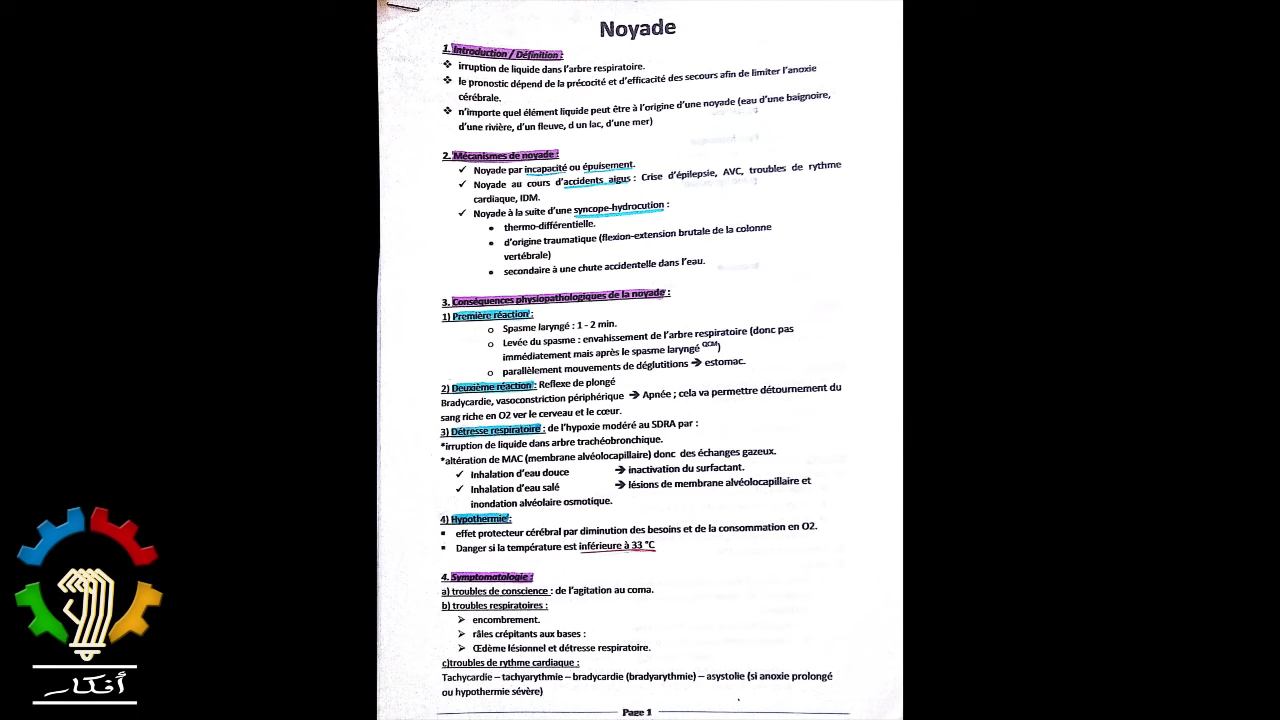 Noyade
1. Introduction / Définition :
❖ irruption de liquide dans l'arbre respiratoire.
❖ le pronostic dépend de la précocité et d'efficacité des secours afin de limiter l'anoxie
cérébrale.
❖ n'importe quel élément liquide peut être à l'origine d'une noyade (eau d'une baignoire,
d'une rivière, d'un fleuve, d un lac, d'une mer)
2. Mécanismes de noyade :
✓ Noyade par incapacité ou épuisement.
✓ Noyade au cours d'accidents aigus : Crise d'épilepsie, AVC, troubles de rythme
cardiaque, IDM.
✓ Noyade à la suite d'une syncope-hydrocution :
• thermo-différentielle.
• d'origine traumatique (flexion-extension brutale de la colonne
vertébrale)
• secondaire à une chute accidentelle dans l'eau.
3. Conséquences physiopathologiques de la noyade :
1) Première réaction :
o Spasme laryngé : 1 - 2 min.
o Levée du spasme : envahissement de l'arbre respiratoire (donc pas
immédiatement mais après le spasme laryngé QCM)
o parallèlement mouvements de déglutitions → estomac.
2) Deuxième réaction : Reflexe de plongé
Bradycardie, vasoconstriction périphérique → Apnée ; cela va permettre détournement du
sang riche en O2 ver le cerveau et le cœur.
3) Détresse respiratoire : de l'hypoxie modéré au SDRA par :
*irruption de liquide dans arbre trachéobronchique.
*altération de MAC (membrane alvéolocapillaire) donc des échanges gazeux.
✓ Inhalation d'eau douce → inactivation du surfactant.
✓ Inhalation d'eau salé → lésions de membrane alvéolocapillaire et
inondation alvéolaire osmotique.
4) Hypothermie :
▪ effet protecteur cérébral par diminution des besoins et de la consommation en O2.
▪ Danger si la température est inférieure à 33 °C
4. Symptomatologie :
a) troubles de conscience : de l'agitation au coma.
b) troubles respiratoires :
➢ encombrement.
➢ râles crépitants aux bases :
➢ Œdème lésionnel et détresse respiratoire.
c)troubles de rythme cardiaque :
Tachycardie – tachyarythmie – bradycardie (bradyarythmie) – asystolie (si anoxie prolongé
ou hypothermie sévère)
Page 1
أفكار